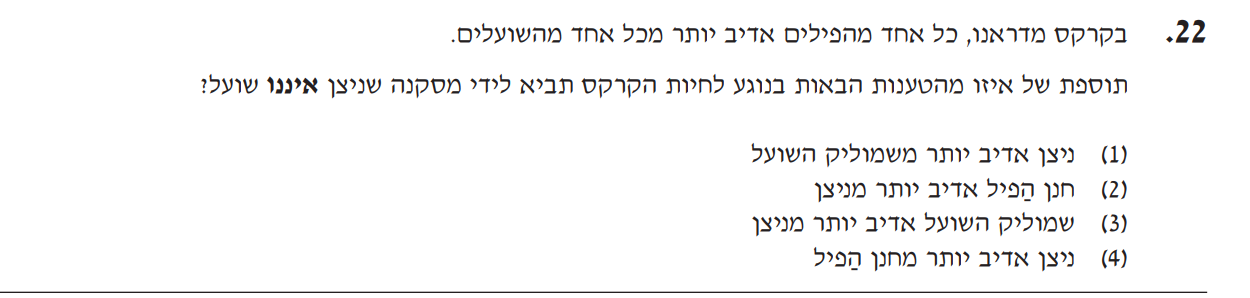 22. בקרקס מדראנו, כל אחד מהפילים אדיב יותר מכל אחד מהשועלים.
תוספת של איזו מהטענות הבאות בנוגע לחיות הקרקס תביא לידי מסקנה שניצן איננו שועל?
(1) ניצן אדיב יותר משמוליק השועל
(2) חנן הַפיל אדיב יותר מניצן
(3) שמוליק השועל אדיב יותר מניצן
(4) ניצן אדיב יותר מחנן הַפיל